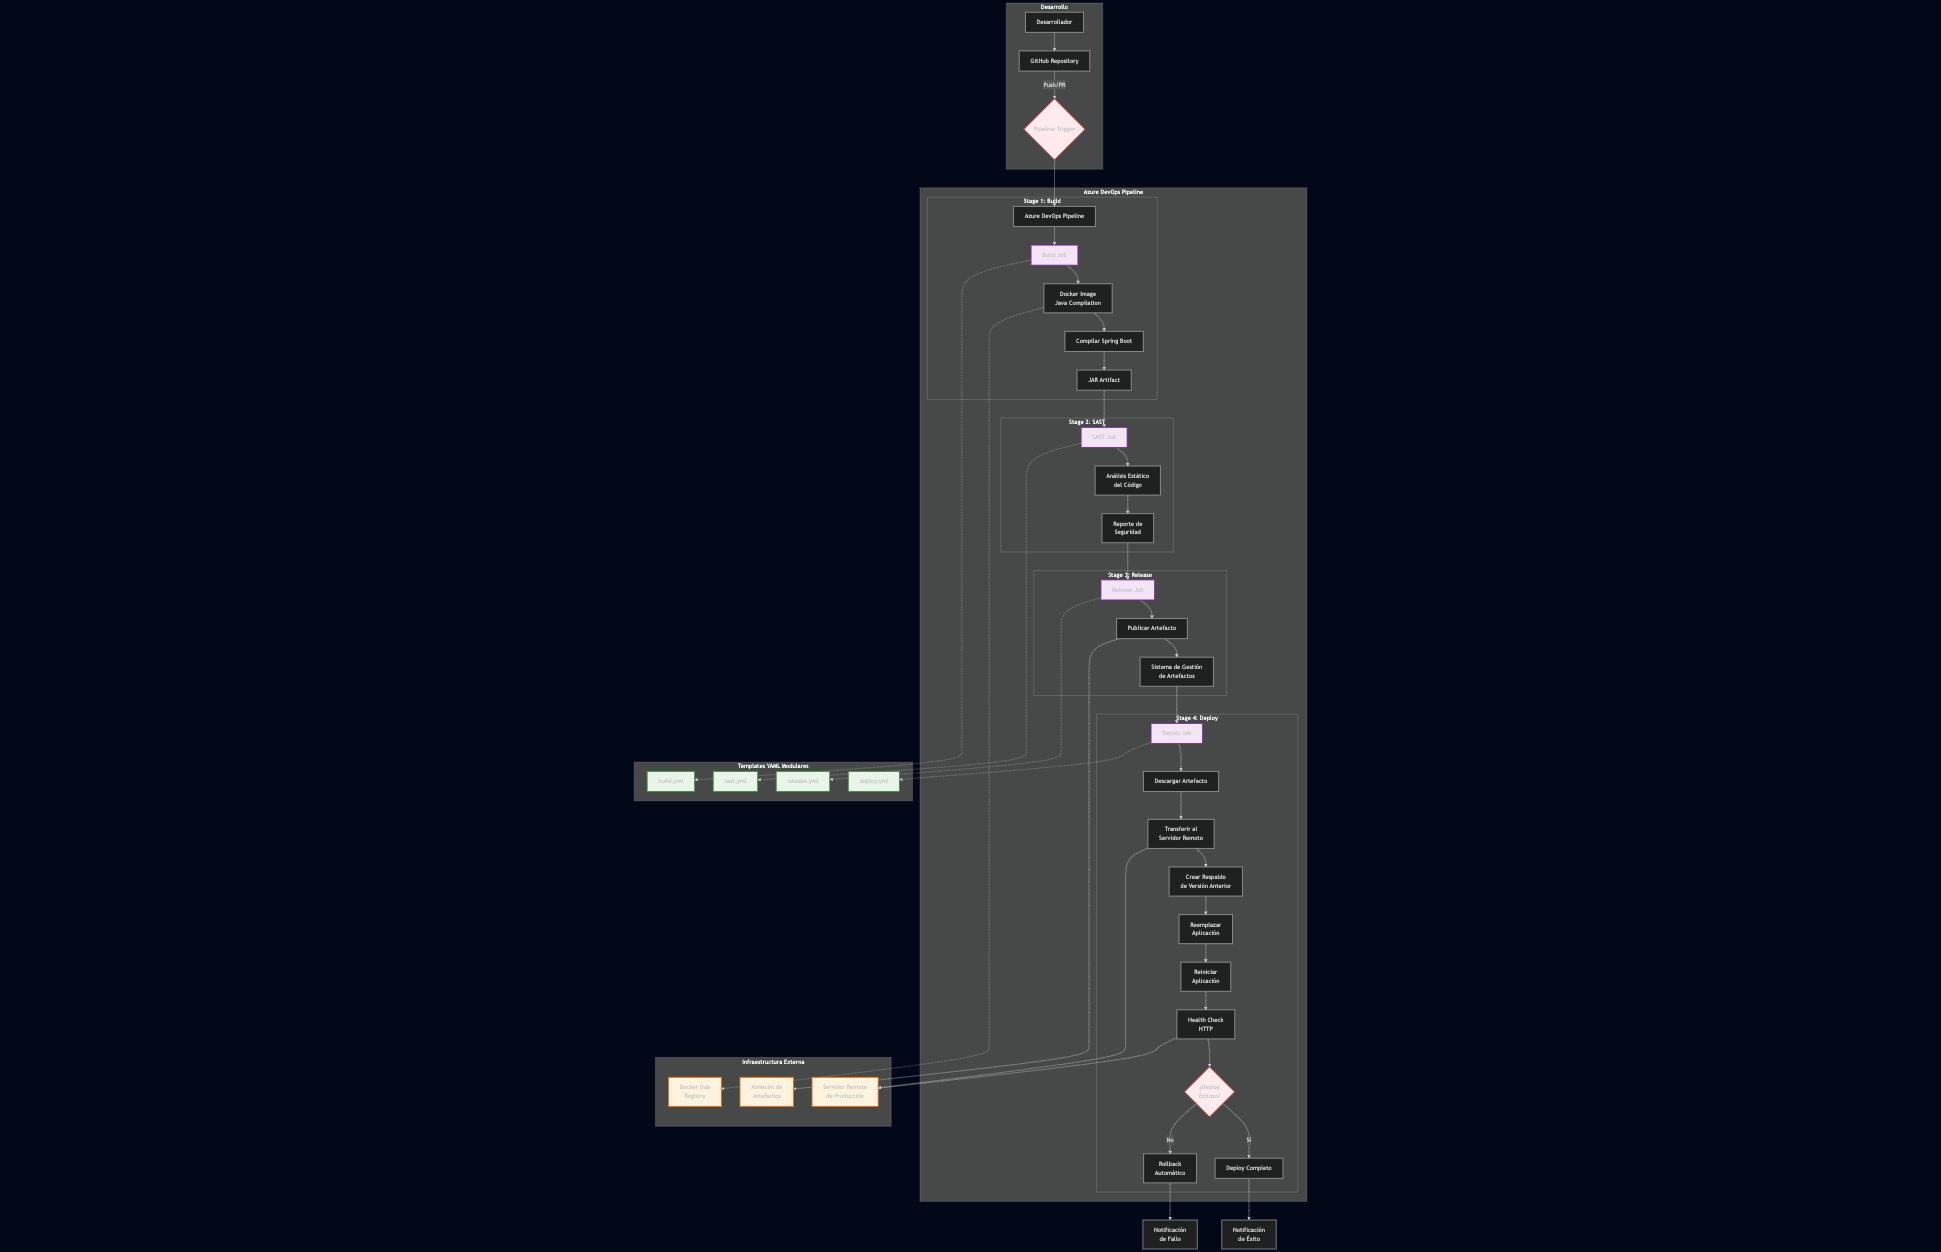 Desarrollo
Desarrollador
GitHub Repository
Push/PR
Pipeline Trigger
Azure DevOps Pipeline
Stage 1: Build
Azure DevOps Pipeline
Build Job
Docker Image
Java Compilation
Compilar Spring Boot
JAR Artifact
Stage 2: SAST
SAST Job
Análisis Estático
del Código
Reporte de
Seguridad
Stage 3: Release
Release Job
Publicar Artefacto
Sistema de Gestión
de Artefactos
Stage 4: Deploy
Deploy Job
Templates YAML Modulares
build.yml
sast.yml
release.yml
deploy.yml
Descargar Artefacto
Transferir al
Servidor Remoto
Crear Respaldo
de Versión Anterior
Reemplazar
Aplicación
Reiniciar
Aplicación
Health Check
HTTP
Infraestructura Externa
Docker Hub
Registry
Almacén de
Artefactos
Servidor Remoto
de Producción
¿Deploy
Exitoso?
No
Sí
Rollback
Automático
Deploy Completo
Notificación
de Fallo
Notificación
de Éxito